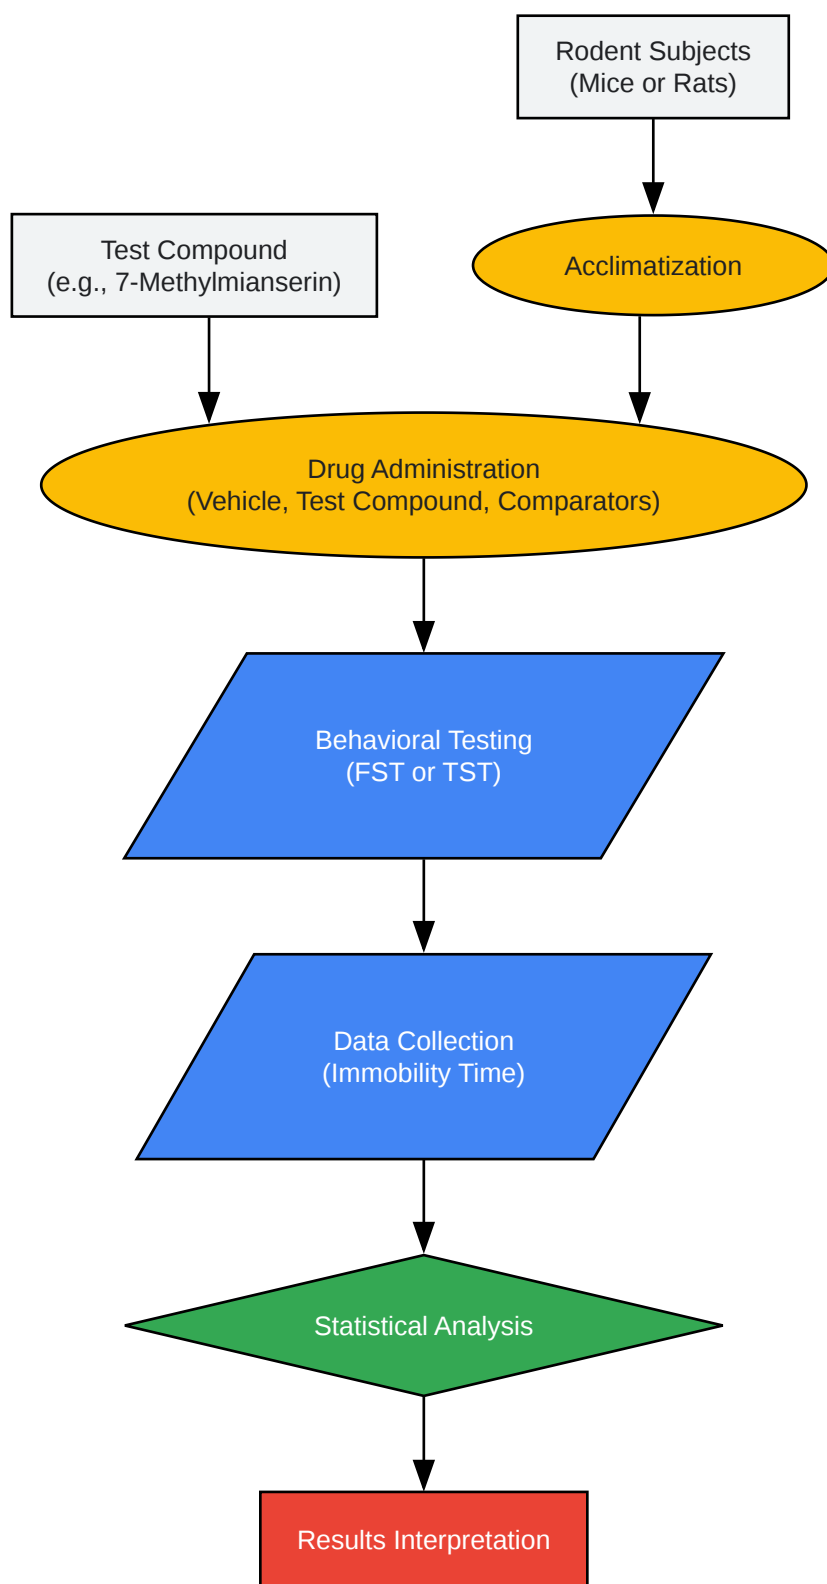 Rodent Subjects
(Mice or Rats)
Test Compound
(e.g., 7-Methylmianserin)
Acclimatization
Drug Administration
(Vehicle, Test Compound, Comparators)
Behavioral Testing
(FST or TST)
Data Collection
(Immobility Time)
Statistical Analysis
Results Interpretation